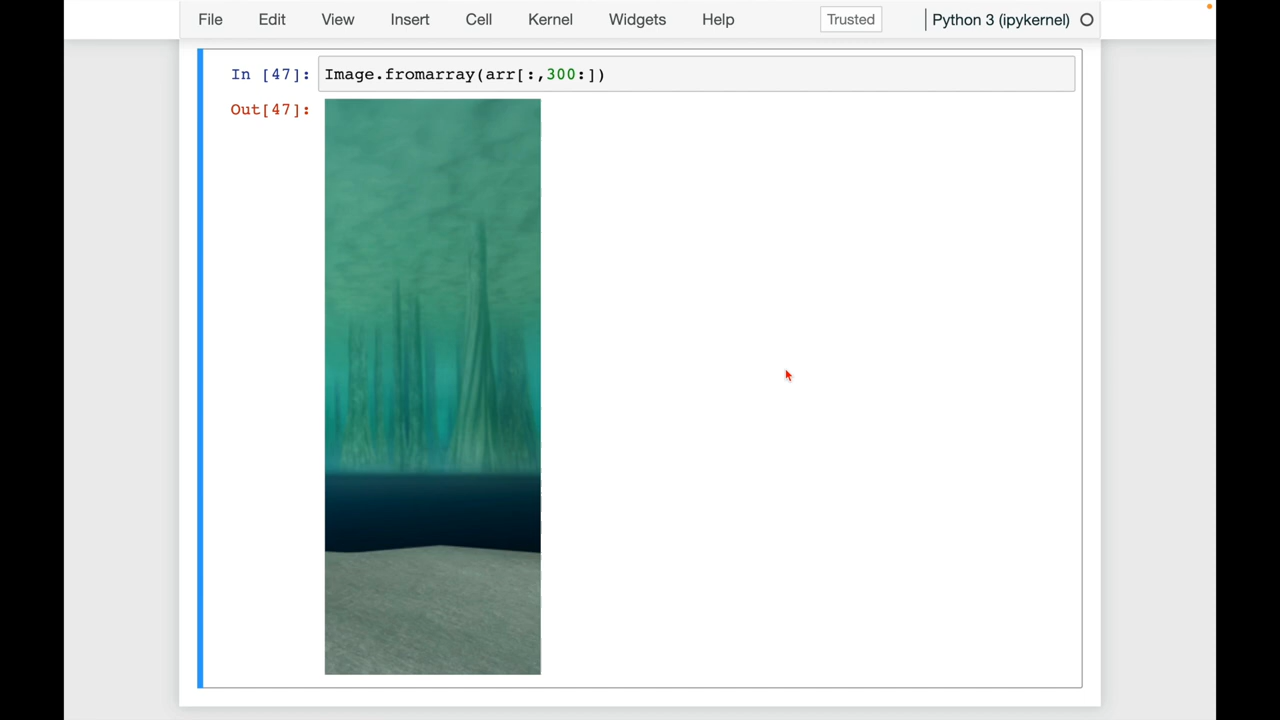 File Edit View Insert Cell Kernel Widgets Help Trusted Python 3 (ipykernel)
In [47]: Image.fromarray(arr[:,300:])
Out[47]: